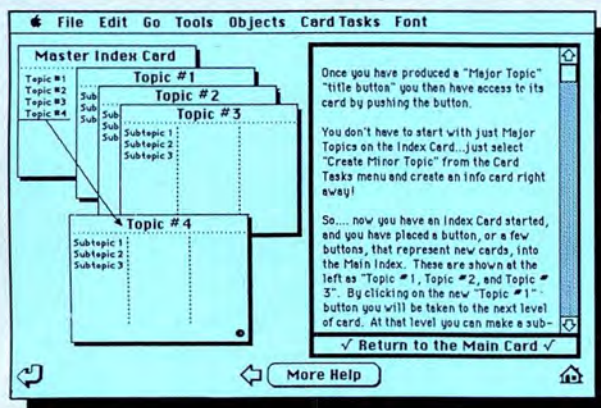 File Edit Go Tools Objects Card Tasks Font
Master Index Card
Topic #1
Topic #2
Topic #3
Topic #4
Topic #1
Sub
Sub
Sub
Topic #2
Sub
Sub
Sub
Topic #3
Subtopic 1
Subtopic 2
Subtopic 3
Topic #4
Subtopic 1
Subtopic 2
Subtopic 3
Once you have produced a "Major Topic"
"title button" you then have access to its
card by pushing the button.
You don't have to start with just Major
Topics on the Index Card...just select
"Create Minor Topic" from the Card
Tasks menu and create an info card right
away!
So.... now you have an Index Card started,
and you have placed a button, or a few
buttons, that represent new cards, into
the Main Index. These are shown at the
left as "Topic #1, Topic #2, and Topic #
3". By clicking on the new "Topic #1"
button you will be taken to the next level
of card. At that level you can make a sub-
√ Return to the Main Card √
More Help